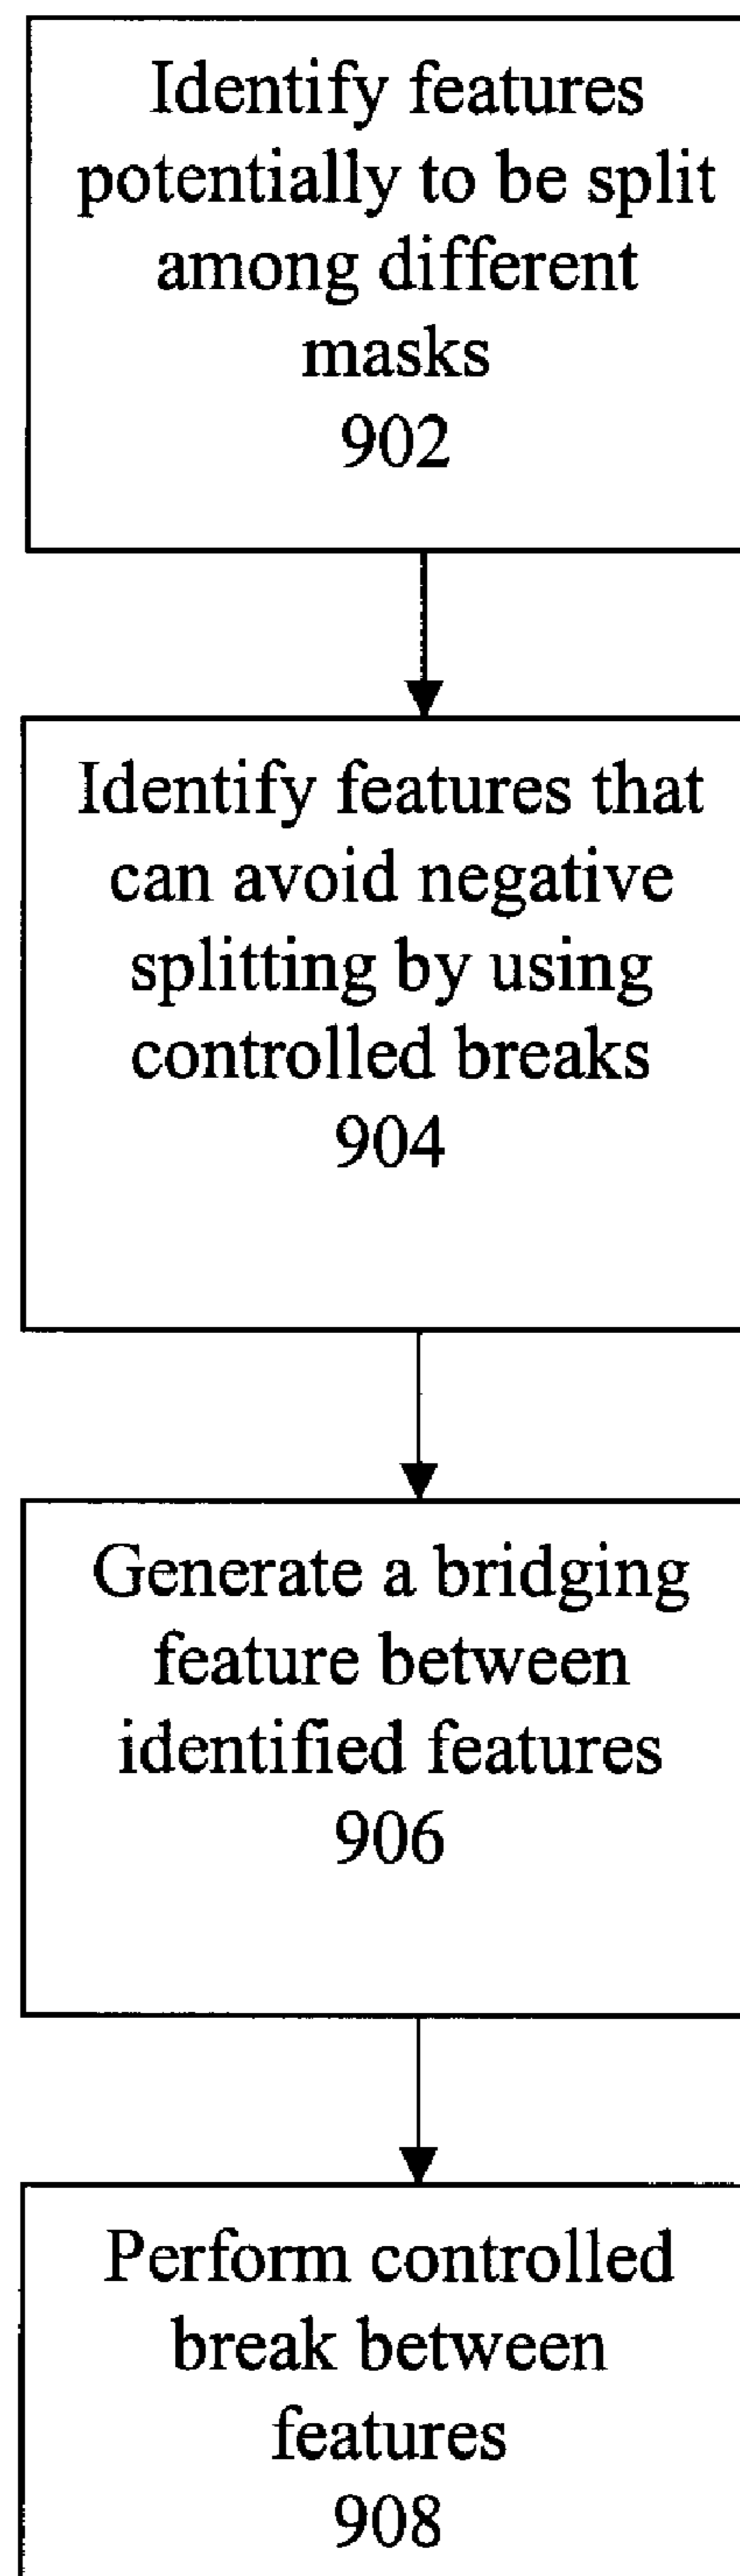 Identify features
potentially to be split
among different
masks
902
Identify features that
can avoid negative
splitting by using
controlled breaks
904
Generate a bridging
feature between
identified features
906
Perform controlled
break between
features
908